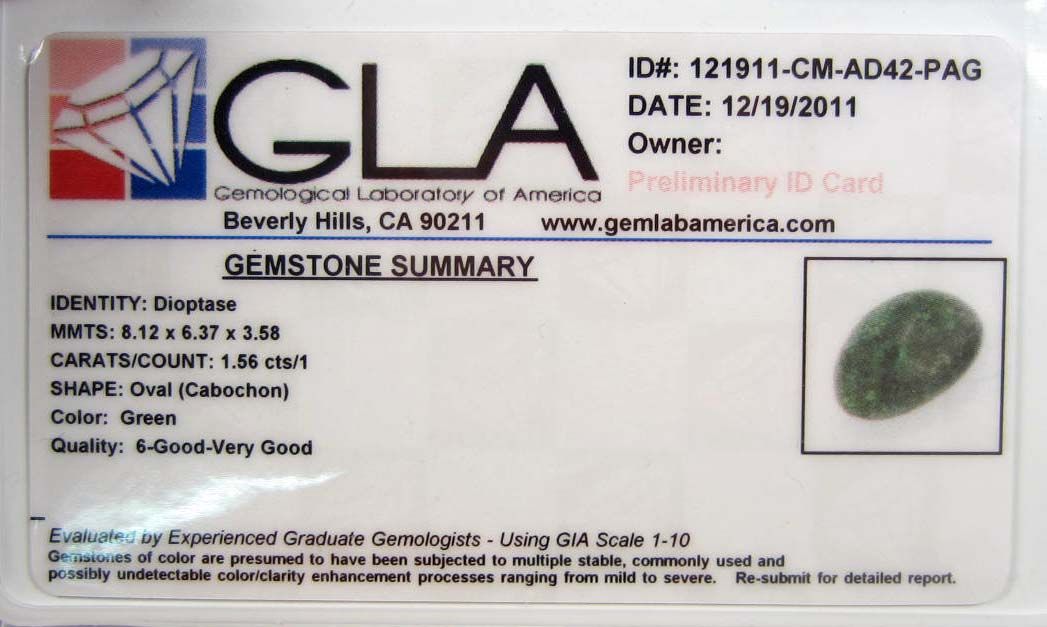 GLA
Gemological Laboratory of America
Beverly Hills, CA 90211 www.gemlabamerica.com
ID#: 121911-CM-AD42-PAG
DATE: 12/19/2011
Owner:
Preliminary ID Card
GEMSTONE SUMMARY
IDENTITY: Dioptase
MMTS: 8.12 x 6.37 x 3.58
CARATS/COUNT: 1.56 cts/1
SHAPE: Oval (Cabochon)
Color: Green
Quality: 6-Good-Very Good
Evaluated by Experienced Graduate Gemologists - Using GIA Scale 1-10
Gemstones of color are presumed to have been subjected to multiple stable, commonly used and
possibly undetectable color/clarity enhancement processes ranging from mild to severe. Re-submit for detailed report.